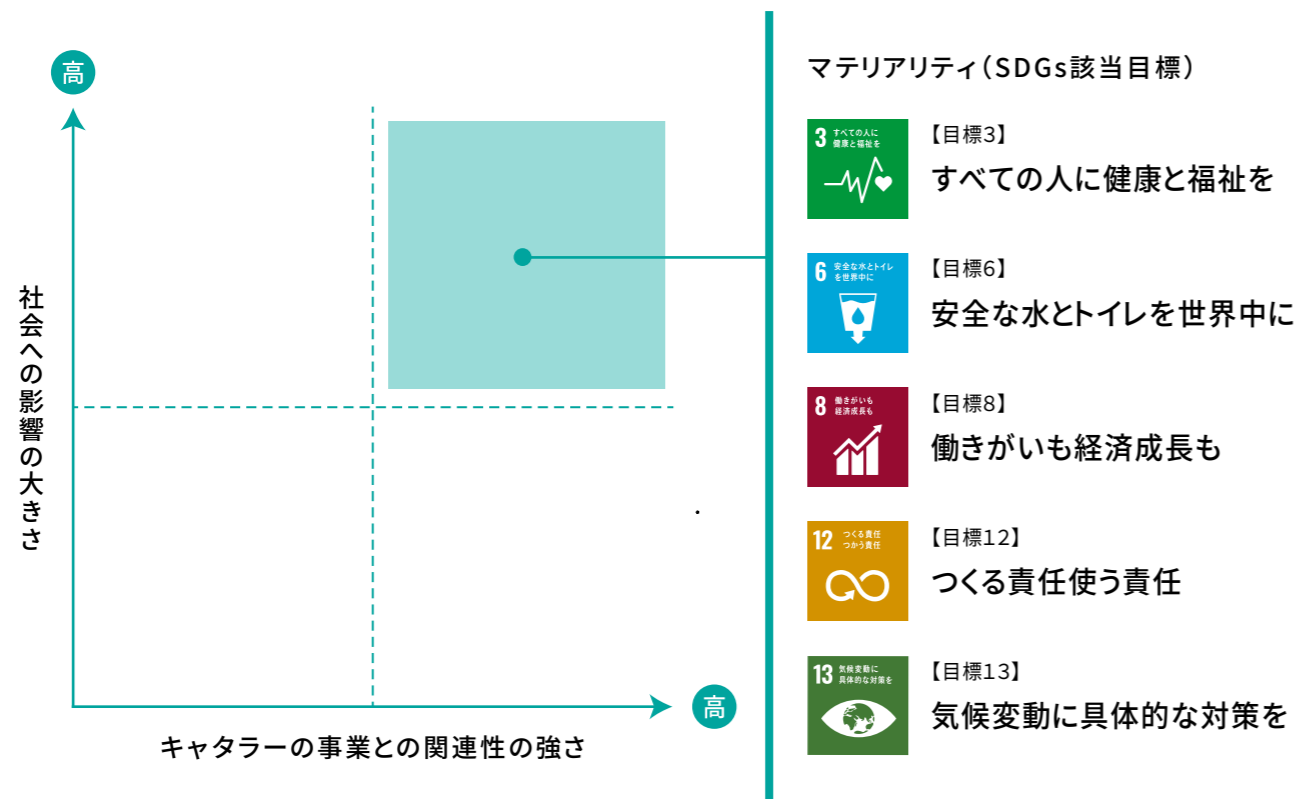 高
社会への影響の大きさ
高
キャタラーの事業との関連性の強さ
マテリアリティ(SDGs該当目標)
3 すべての人に
健康と福祉を
【目標3】
すべての人に健康と福祉を
6 安全な水とトイレ
を世界中に
【目標6】
安全な水とトイレを世界中に
8 働きがいも
経済成長も
【目標8】
働きがいも経済成長も
12 つくる責任
つかう責任
【目標12】
つくる責任使う責任
13 気候変動に
具体的な対策を
【目標13】
気候変動に具体的な対策を